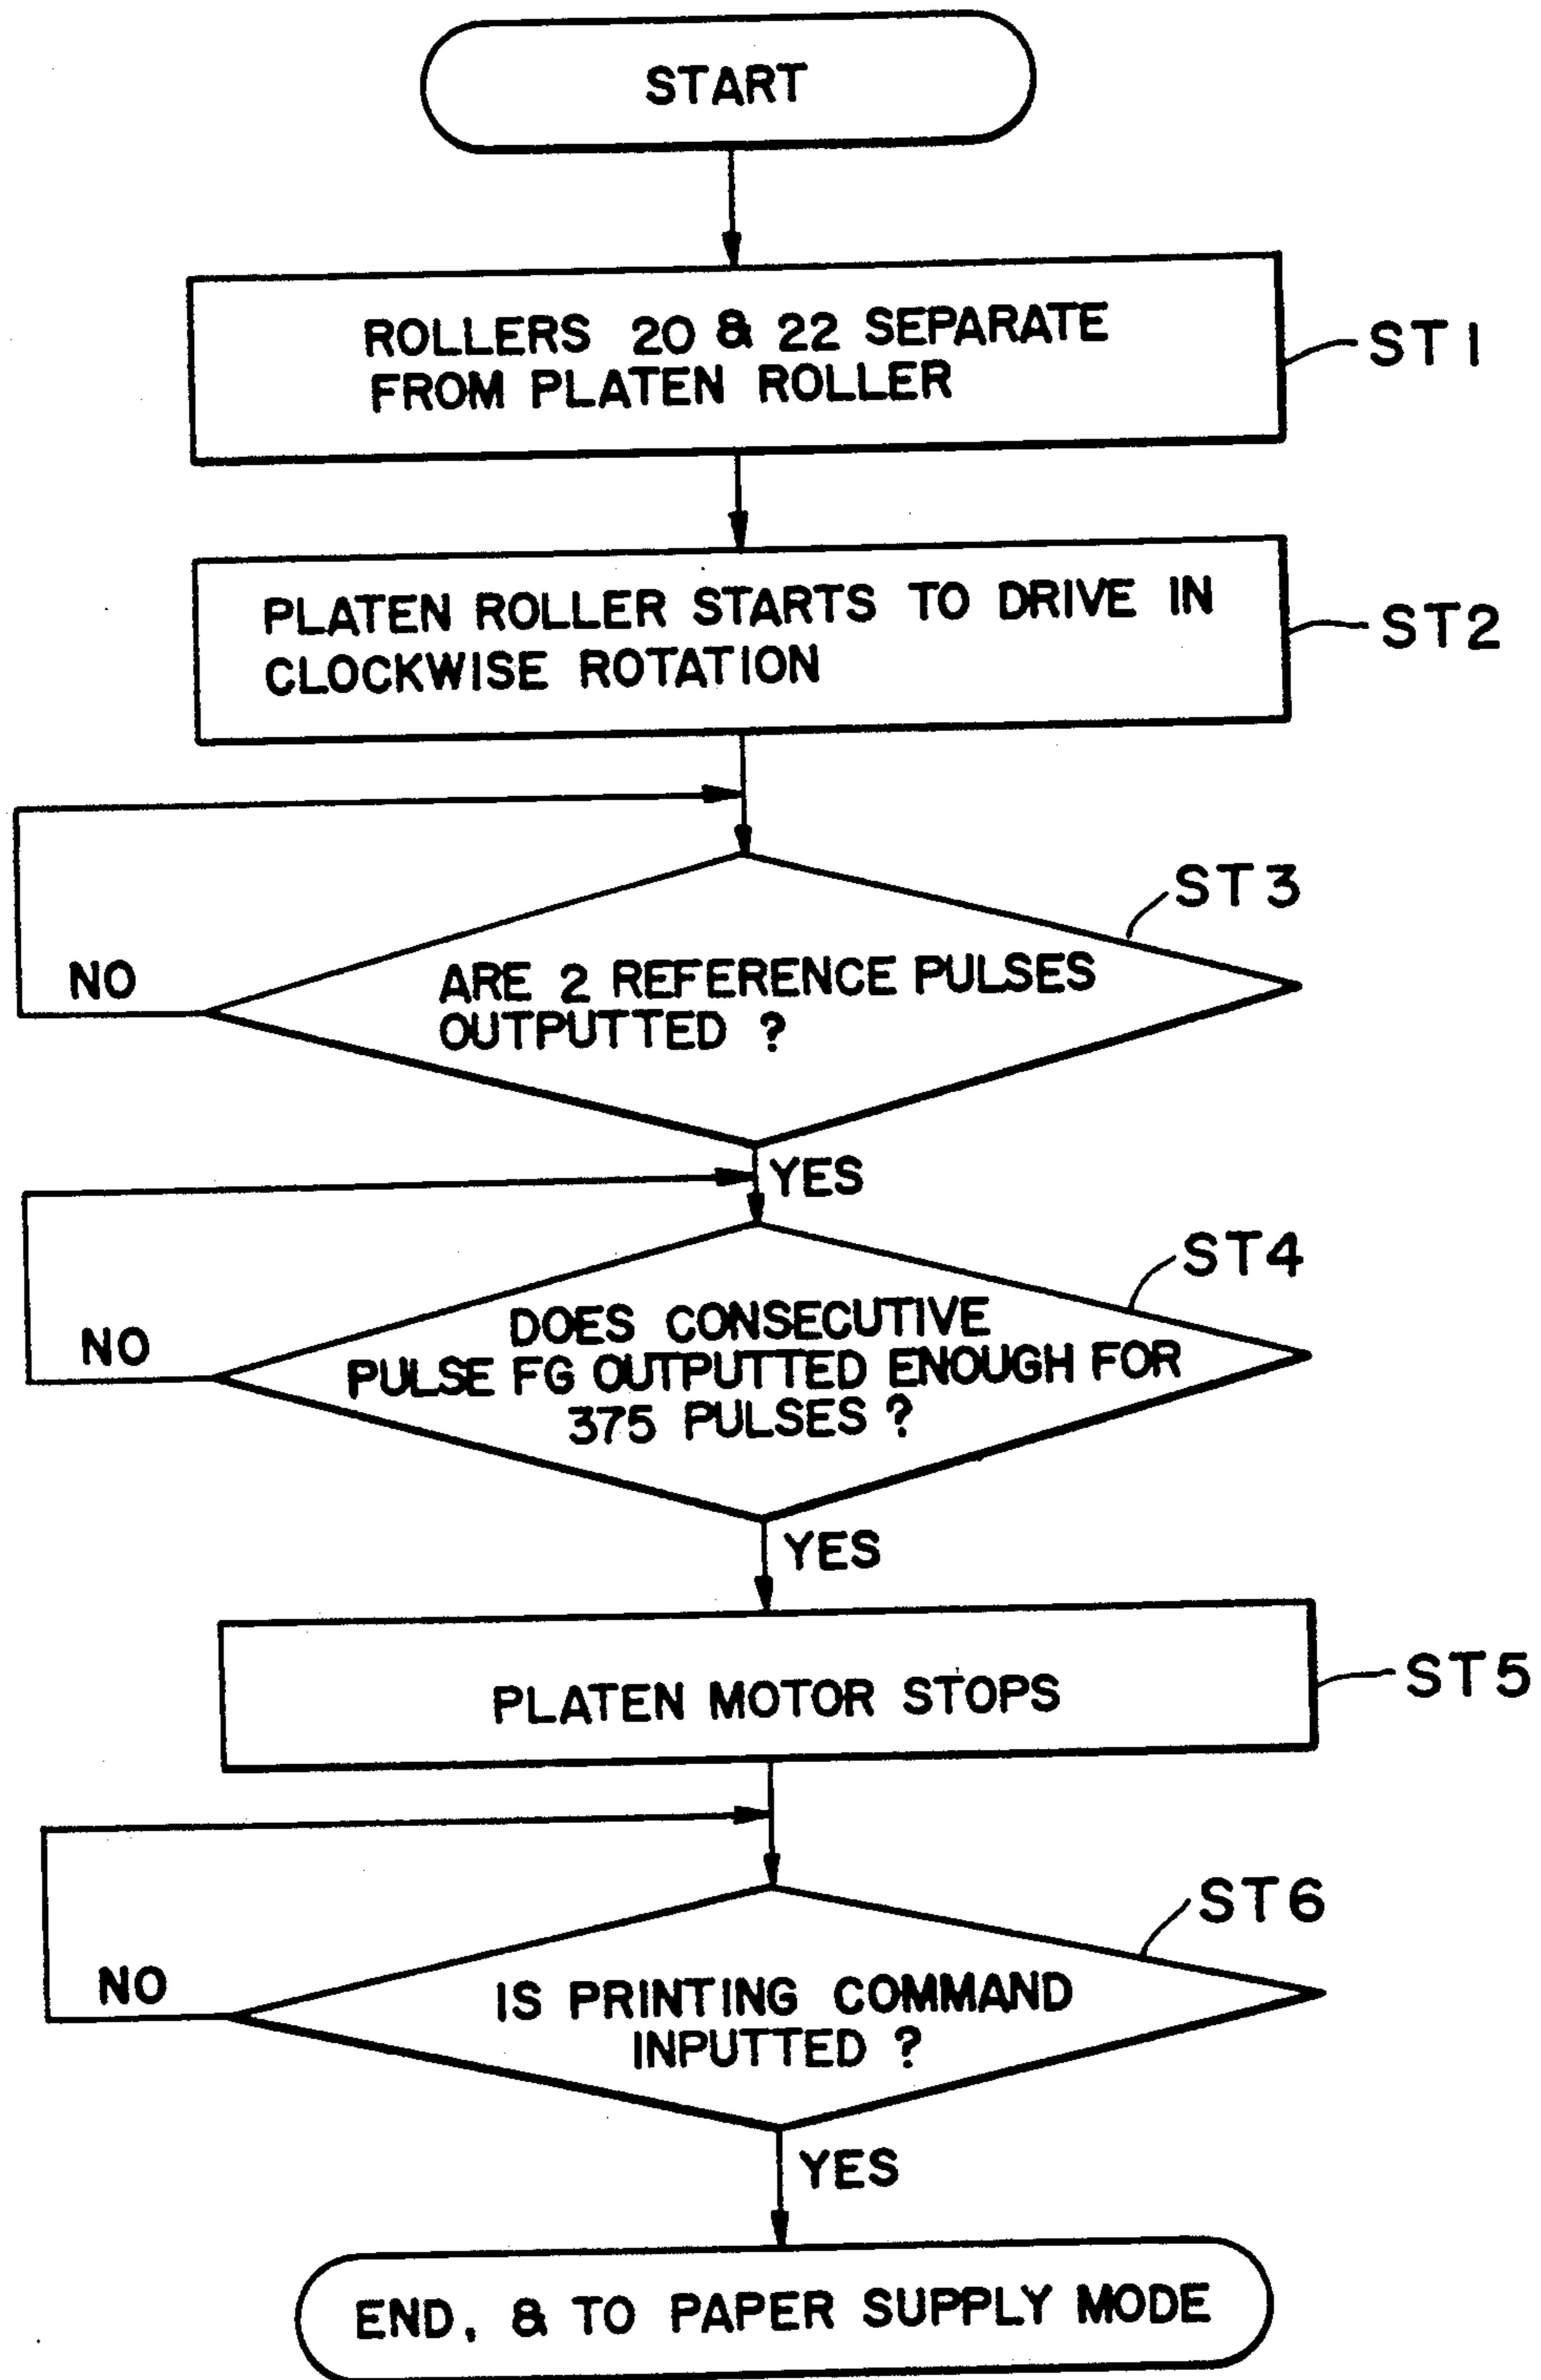 START
ROLLERS 20 & 22 SEPARATE
FROM PLATEN ROLLER
ST1
PLATEN ROLLER STARTS TO DRIVE IN
CLOCKWISE ROTATION
ST2
ST3
NO
ARE 2 REFERENCE PULSES
OUTPUTTED ?
YES
ST4
NO
DOES CONSECUTIVE
PULSE FG OUTPUTTED ENOUGH FOR
375 PULSES ?
YES
PLATEN MOTOR STOPS
ST5
ST6
NO
IS PRINTING COMMAND
INPUTTED ?
YES
END, & TO PAPER SUPPLY MODE